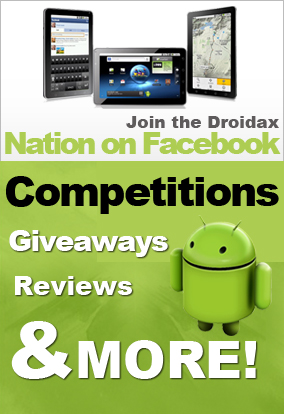 Join the Droidax
Nation on Facebook
Competitions
Giveaways
Reviews
& MORE!